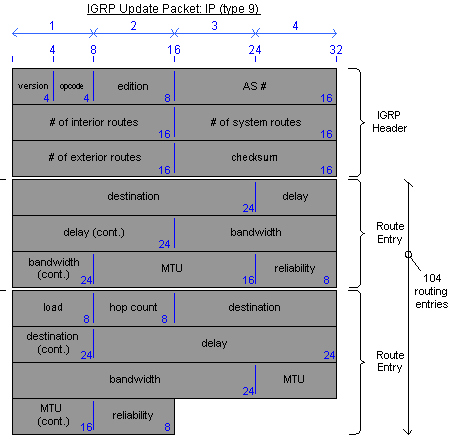 IGRP Update Packet: IP (type 9)
1 2 3 4
1 4 8 16 24 32
version 4 opcode 4 edition 8 AS # 16
# of interior routes 16 # of system routes 16
# of exterior routes 16 checksum 16
IGRP
Header
destination 24 delay
delay (cont.) 24 bandwidth
bandwidth
(cont.) 24 MTU 16 reliability 8
Route
Entry
104
routing
entries
load 8 hop count 8 destination
destination
(cont.) 24 delay 24
bandwidth 24 MTU
MTU
(cont.) 16 reliability 8
Route
Entry